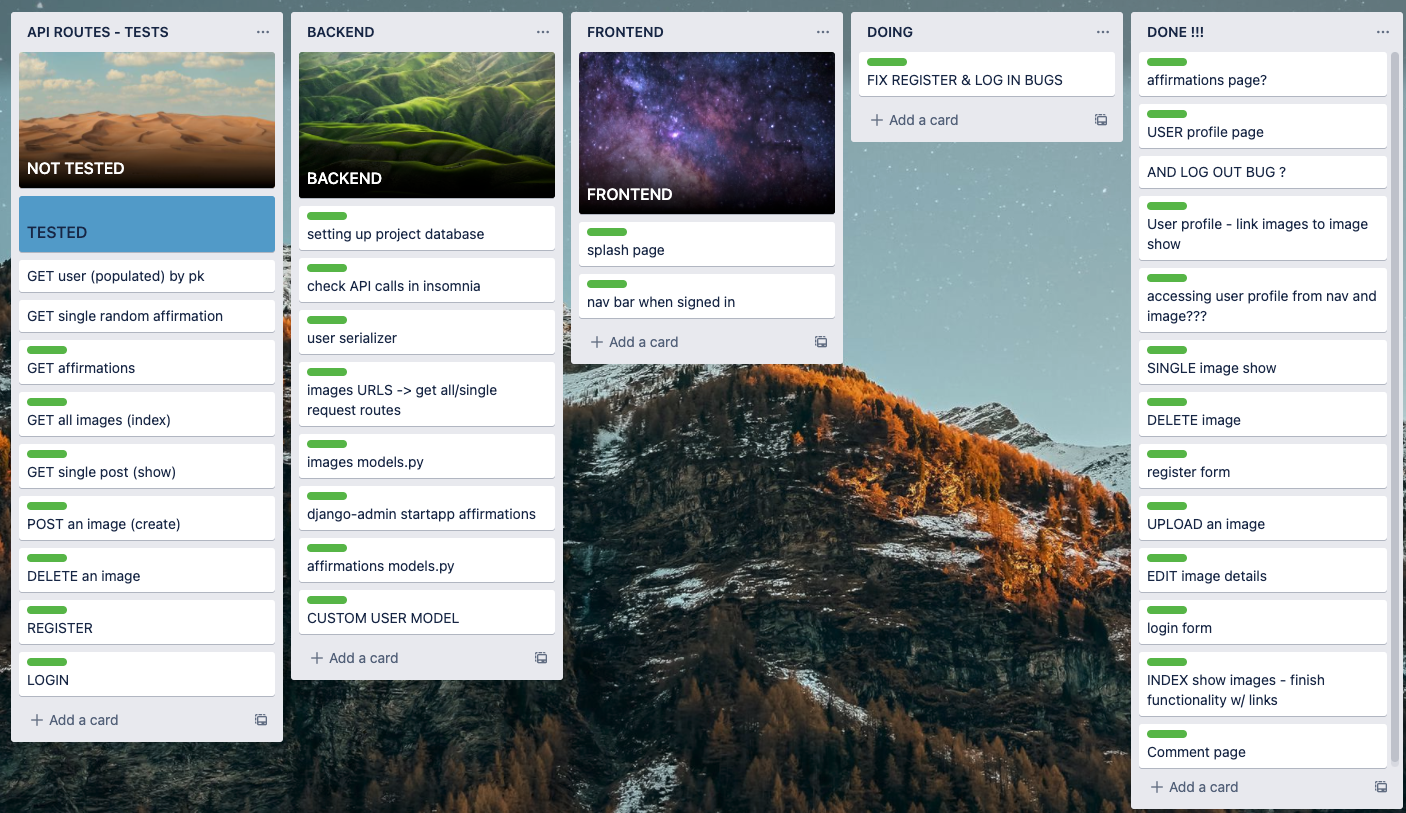 API ROUTES - TESTS
NOT TESTED
TESTED
GET user (populated) by pk
GET single random affirmation
GET affirmations
GET all images (index)
GET single post (show)
POST an image (create)
DELETE an image
REGISTER
LOGIN
Add a card
BACKEND
BACKEND
setting up project database
check API calls in insomnia
user serializer
images URLS -> get all/single
request routes
images models.py
django-admin startapp affirmations
affirmations models.py
CUSTOM USER MODEL
Add a card
FRONTEND
FRONTEND
splash page
nav bar when signed in
Add a card
DOING
FIX REGISTER & LOG IN BUGS
Add a card
DONE !!!
affirmations page?
USER profile page
AND LOG OUT BUG ?
User profile - link images to image
show
accessing user profile from nav and
image???
SINGLE image show
DELETE image
register form
UPLOAD an image
EDIT image details
login form
INDEX show images - finish
functionality w/ links
Comment page
Add a card